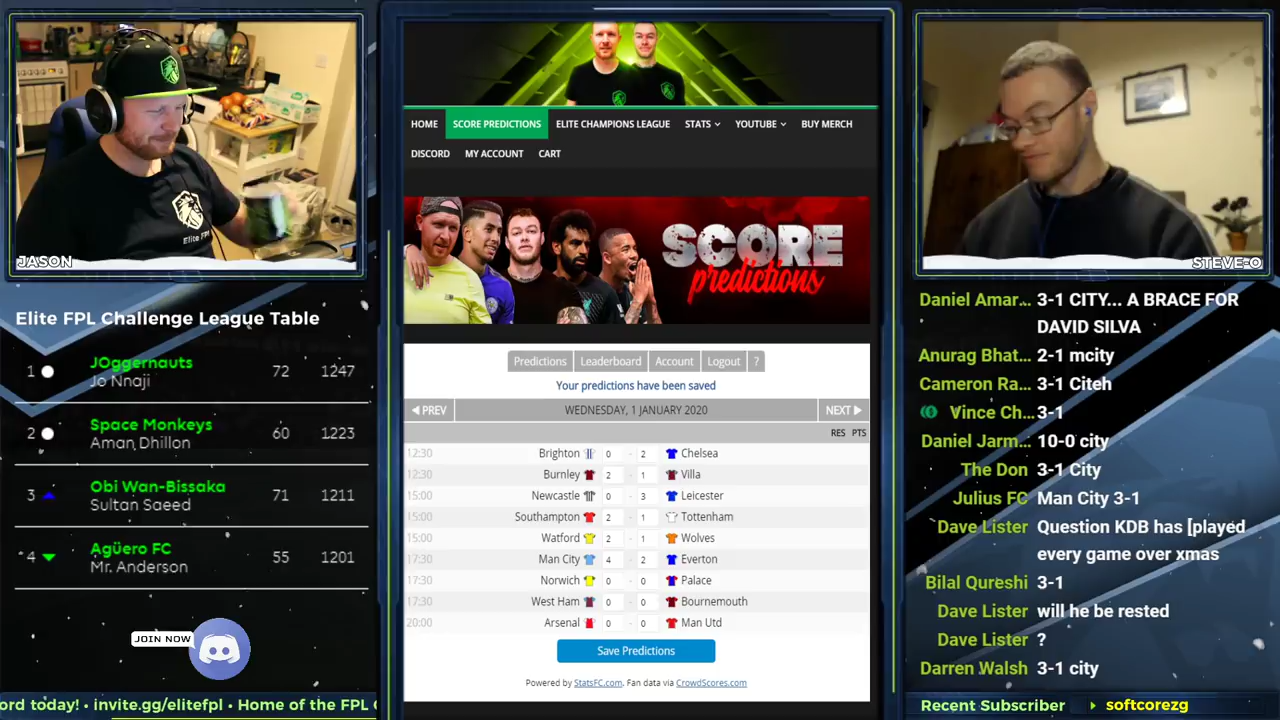 Elite FPL
JASON
Elite FPL Challenge League Table
1 JOggernauts 72 1247
Jo Nnaji
2 Space Monkeys 60 1223
Aman Dhillon
3 Obi Wan-Bissaka 71 1211
Sultan Saeed
4 Agüero FC 55 1201
Mr. Anderson
JOIN NOW
ord today! • invite.gg/elitefpl • Home of the FPL
HOME SCORE PREDICTIONS ELITE CHAMPIONS LEAGUE STATS YOUTUBE BUY MERCH
DISCORD MY ACCOUNT CART
SCORE
predictions
Predictions Leaderboard Account Logout ?
Your predictions have been saved
◀ PREV WEDNESDAY, 1 JANUARY 2020 NEXT ▶
RES PTS
12:30 Brighton 0 - 2 Chelsea
12:30 Burnley 2 - 1 Villa
15:00 Newcastle 0 - 3 Leicester
15:00 Southampton 2 - 1 Tottenham
15:00 Watford 2 - 1 Wolves
17:30 Man City 4 - 2 Everton
17:30 Norwich 0 - 0 Palace
17:30 West Ham 0 - 0 Bournemouth
20:00 Arsenal 0 - 0 Man Utd
Save Predictions
Powered by StatsFC.com. Fan data via CrowdScores.com
STEVE-O
Daniel Amar... 3-1 CITY... A BRACE FOR
DAVID SILVA
Anurag Bhat... 2-1 mcity
Cameron Ra... 3-1 Citeh
Vince Ch... 3-1
Daniel Jarm... 10-0 city
The Don 3-1 City
Julius FC Man City 3-1
Dave Lister Question KDB has [played
every game over xmas
Bilal Qureshi 3-1
Dave Lister will he be rested
Dave Lister ?
Darren Walsh 3-1 city
Recent Subscriber softcorezg